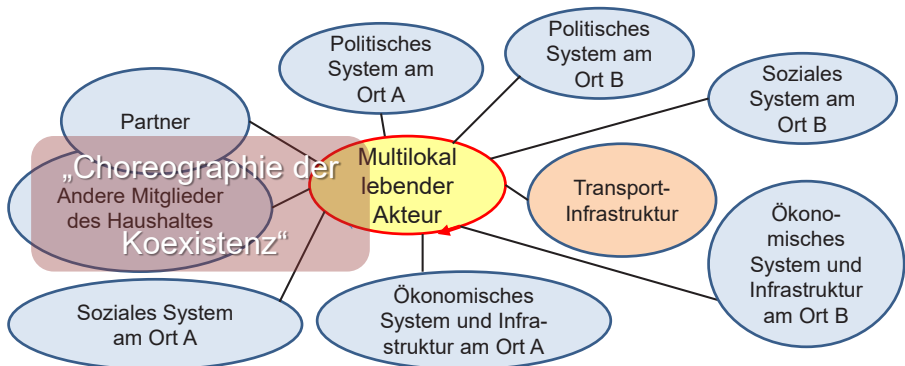 Politisches
System am
Ort A
Politisches
System am
Ort B
Soziales
System am
Ort B
Partner
„Choreographie der
Koexistenz“
Andere Mitglieder
des Haushaltes
Multilokal
lebender
Akteur
Transport-
Infrastruktur
Ökono-
misches
System und
Infrastruktur
am Ort B
Soziales System
am Ort A
Ökonomisches
System und Infra-
struktur am Ort A